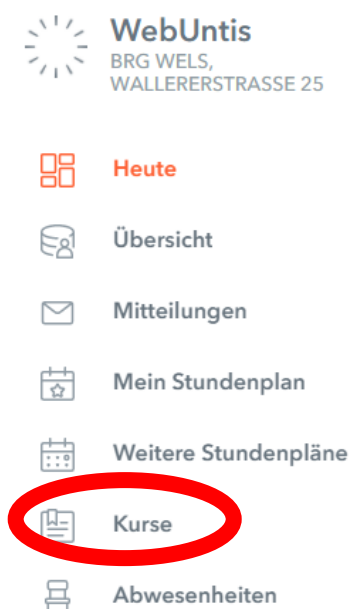 WebUntis
BRG WELS,
WALLERERSTRASSE 25
Heute
Übersicht
Mitteilungen
Mein Stundenplan
Weitere Stundenpläne
Kurse
Abwesenheiten